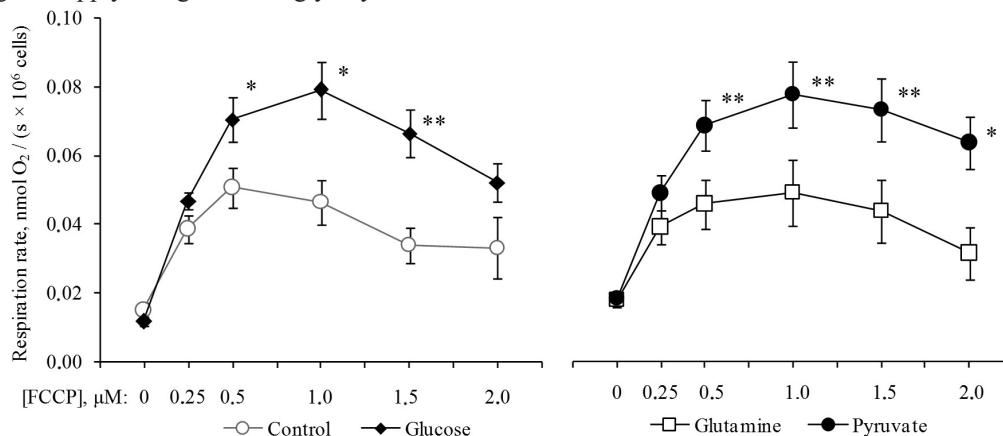 0.10
0.08
0.06
0.04
0.02
0.00
Respiration rate, nmol O₂ / (s × 10⁶ cells)
* * **
** ** ** *
[FCCP], μM: 0 0.25 0.5 1.0 1.5 2.0
0 0.25 0.5 1.0 1.5 2.0
Control Glucose
Glutamine Pyruvate